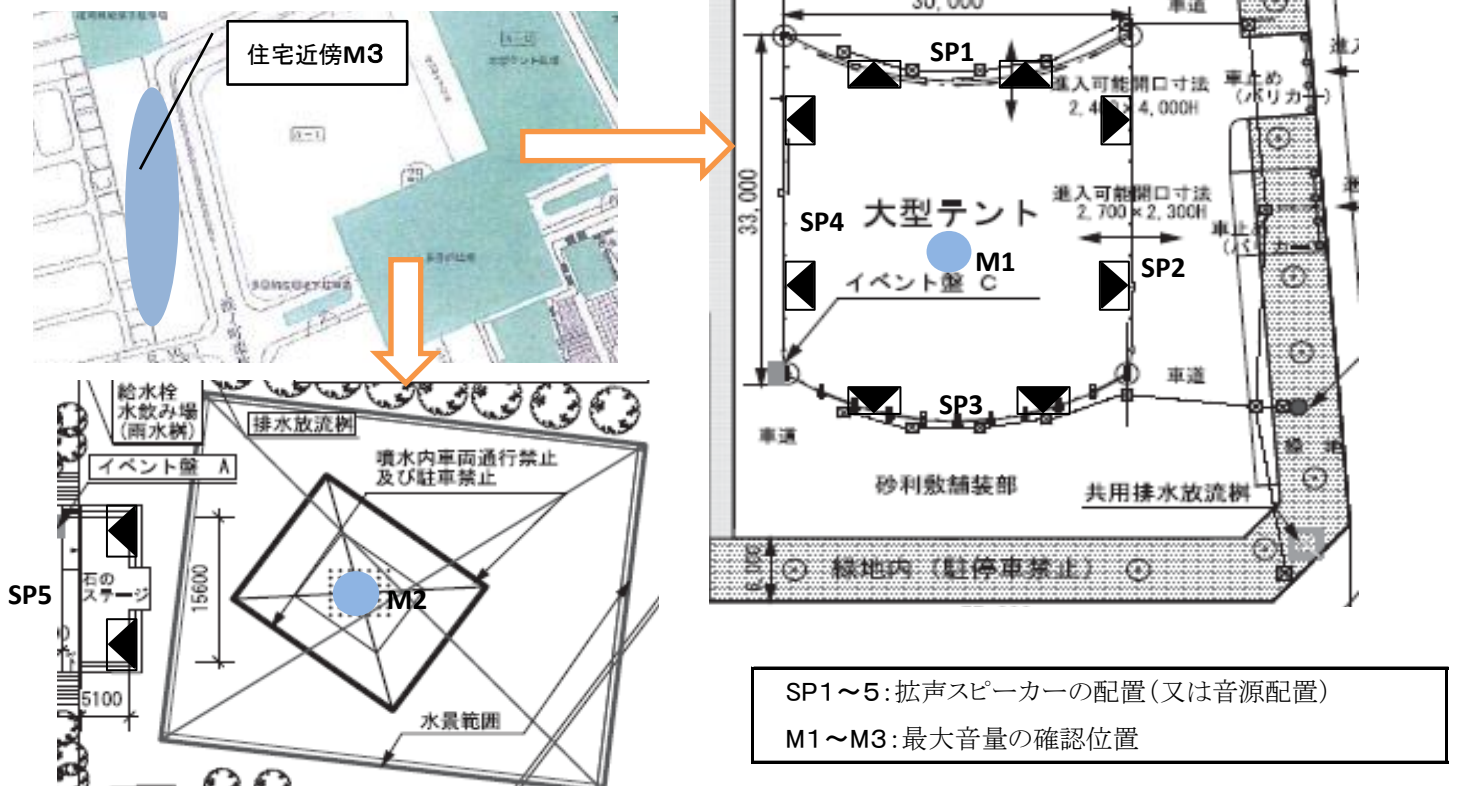 住宅近傍M3
30,000
車道
SP1
進入可能開口寸法
4,000H
車止め
(バリカー)
33,000
SP4
大型テント
進入可能開口寸法
2,700×2,300H
M1
SP2
イベント盤 C
車道
SP3
車道
砂利敷舗装部
共用排水放流桝
緑地内(駐停車禁止)
給水栓
水飲み場
(雨水桝)
排水放流桝
イベント盤 A
噴水内車両通行禁止
及び駐車禁止
石の
ステージ
SP5
15600
M2
5100
水景範囲
SP1~5:拡声スピーカーの配置(又は音源配置)
M1~M3:最大音量の確認位置